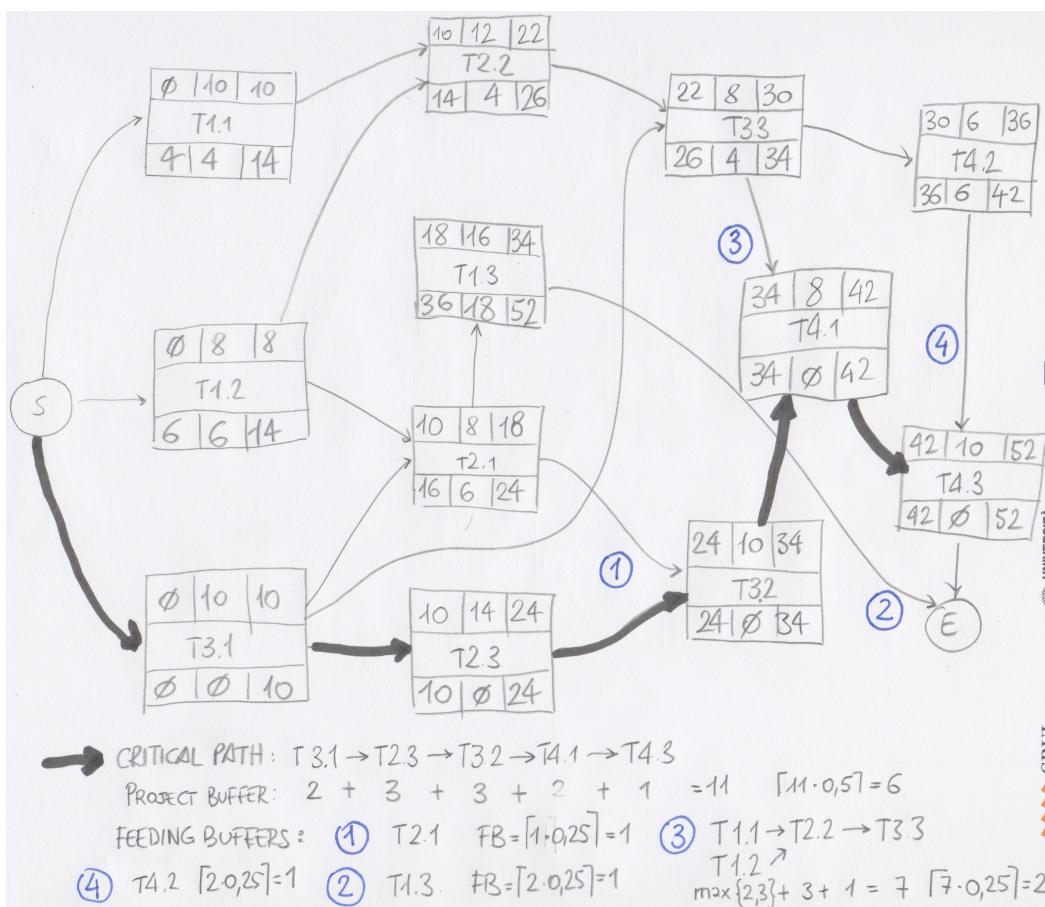 10 | 12 | 22
T2.2
14 | 4 | 26
Ø | 10 | 10
T1.1
4 | 4 | 14
22 | 8 | 30
T3.3
26 | 4 | 34
30 | 6 | 36
T4.2
36 | 6 | 42
18 | 16 | 34
T1.3
36 | 18 | 52
3
34 | 8 | 42
T4.1
34 | Ø | 42
4
Ø | 8 | 8
T1.2
6 | 6 | 14
S
10 | 8 | 18
T2.1
16 | 6 | 24
42 | 10 | 52
T4.3
42 | Ø | 52
1
24 | 10 | 34
T3.2
24 | Ø | 34
2
E
Ø | 10 | 10
T3.1
Ø | Ø | 10
10 | 14 | 24
T2.3
10 | Ø | 24
UNIVERSITÀ
CRUI
CRITICAL PATH: T3.1 → T2.3 → T3.2 → T4.1 → T4.3
PROJECT BUFFER: 2 + 3 + 3 + 2 + 1 = 11 ⌈11·0,5⌉=6
FEEDING BUFFERS: 1 T2.1 FB=⌈1·0,25⌉=1 3 T1.1 → T2.2 → T3.3
T1.2 ↗
4 T4.2 ⌈2·0,25⌉=1 2 T1.3 FB=⌈2·0,25⌉=1 max{2,3}+ 3 + 1 = 7 ⌈7·0,25⌉=2